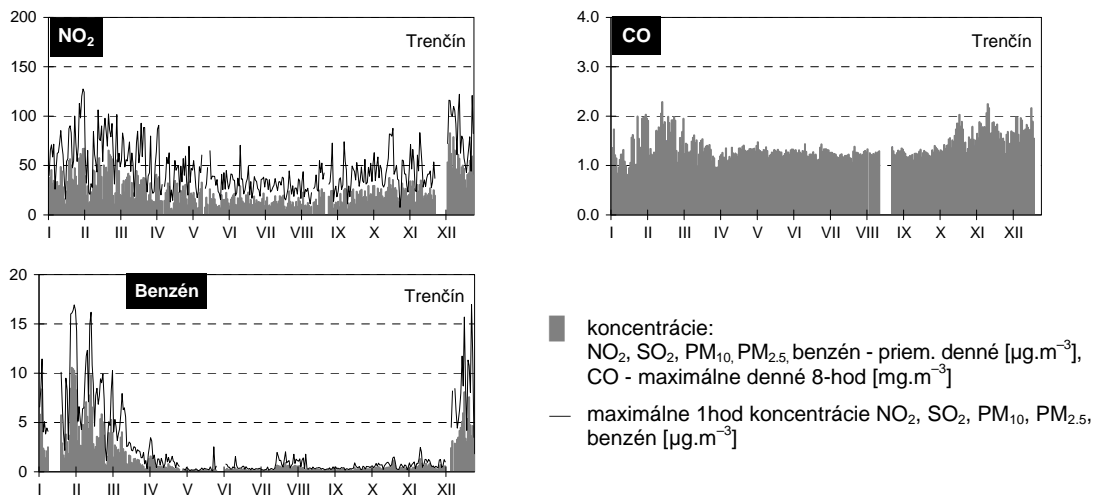 NO₂
Trenčín
200
150
100
50
0
I II III IV V VI VII VIII IX X XI XII
CO
Trenčín
4.0
3.0
2.0
1.0
0.0
I II III IV V VI VII VIII IX X XI XII
Benzén
Trenčín
20
15
10
5
0
I II III IV V VI VII VIII IX X XI XII
koncentrácie:
NO₂, SO₂, PM₁₀, PM₂.₅, benzén - priem. denné [µg.m⁻³],
CO - maximálne denné 8-hod [mg.m⁻³]
maximálne 1hod koncentrácie NO₂, SO₂, PM₁₀, PM₂.₅,
benzén [µg.m⁻³]